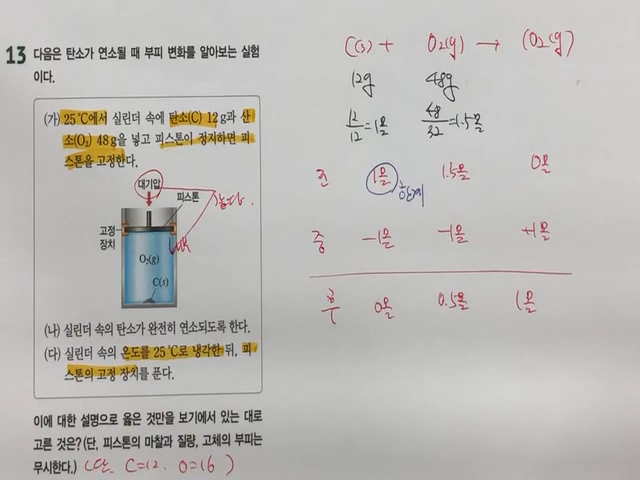 13 다음은 탄소가 연소될 때 부피 변화를 알아보는 실험
이다.
(가) 25 ℃에서 실린더 속에 탄소(C) 12 g과 산
소(O₂) 48 g을 넣고 피스톤이 정지하면 피
스톤을 고정한다.
대기압
피스톤
같다.
고정
장치
O₂(g)
C(s)
(나) 실린더 속의 탄소가 완전히 연소되도록 한다.
(다) 실린더 속의 온도를 25 ℃로 냉각한 뒤, 피
스톤의 고정 장치를 푼다.
이에 대한 설명으로 옳은 것만을 보기에서 있는 대로
고른 것은? (단, 피스톤의 마찰과 질량, 고체의 부피는
무시한다.) (단, C=12. O=16)
C(s) + O₂(g) → CO₂(g)
12g 48g
12/12=1몰 48/32=1.5몰
전 1몰 1.5몰 0몰
한계
중 -1몰 -1몰 +1몰
후 0몰 0.5몰 1몰